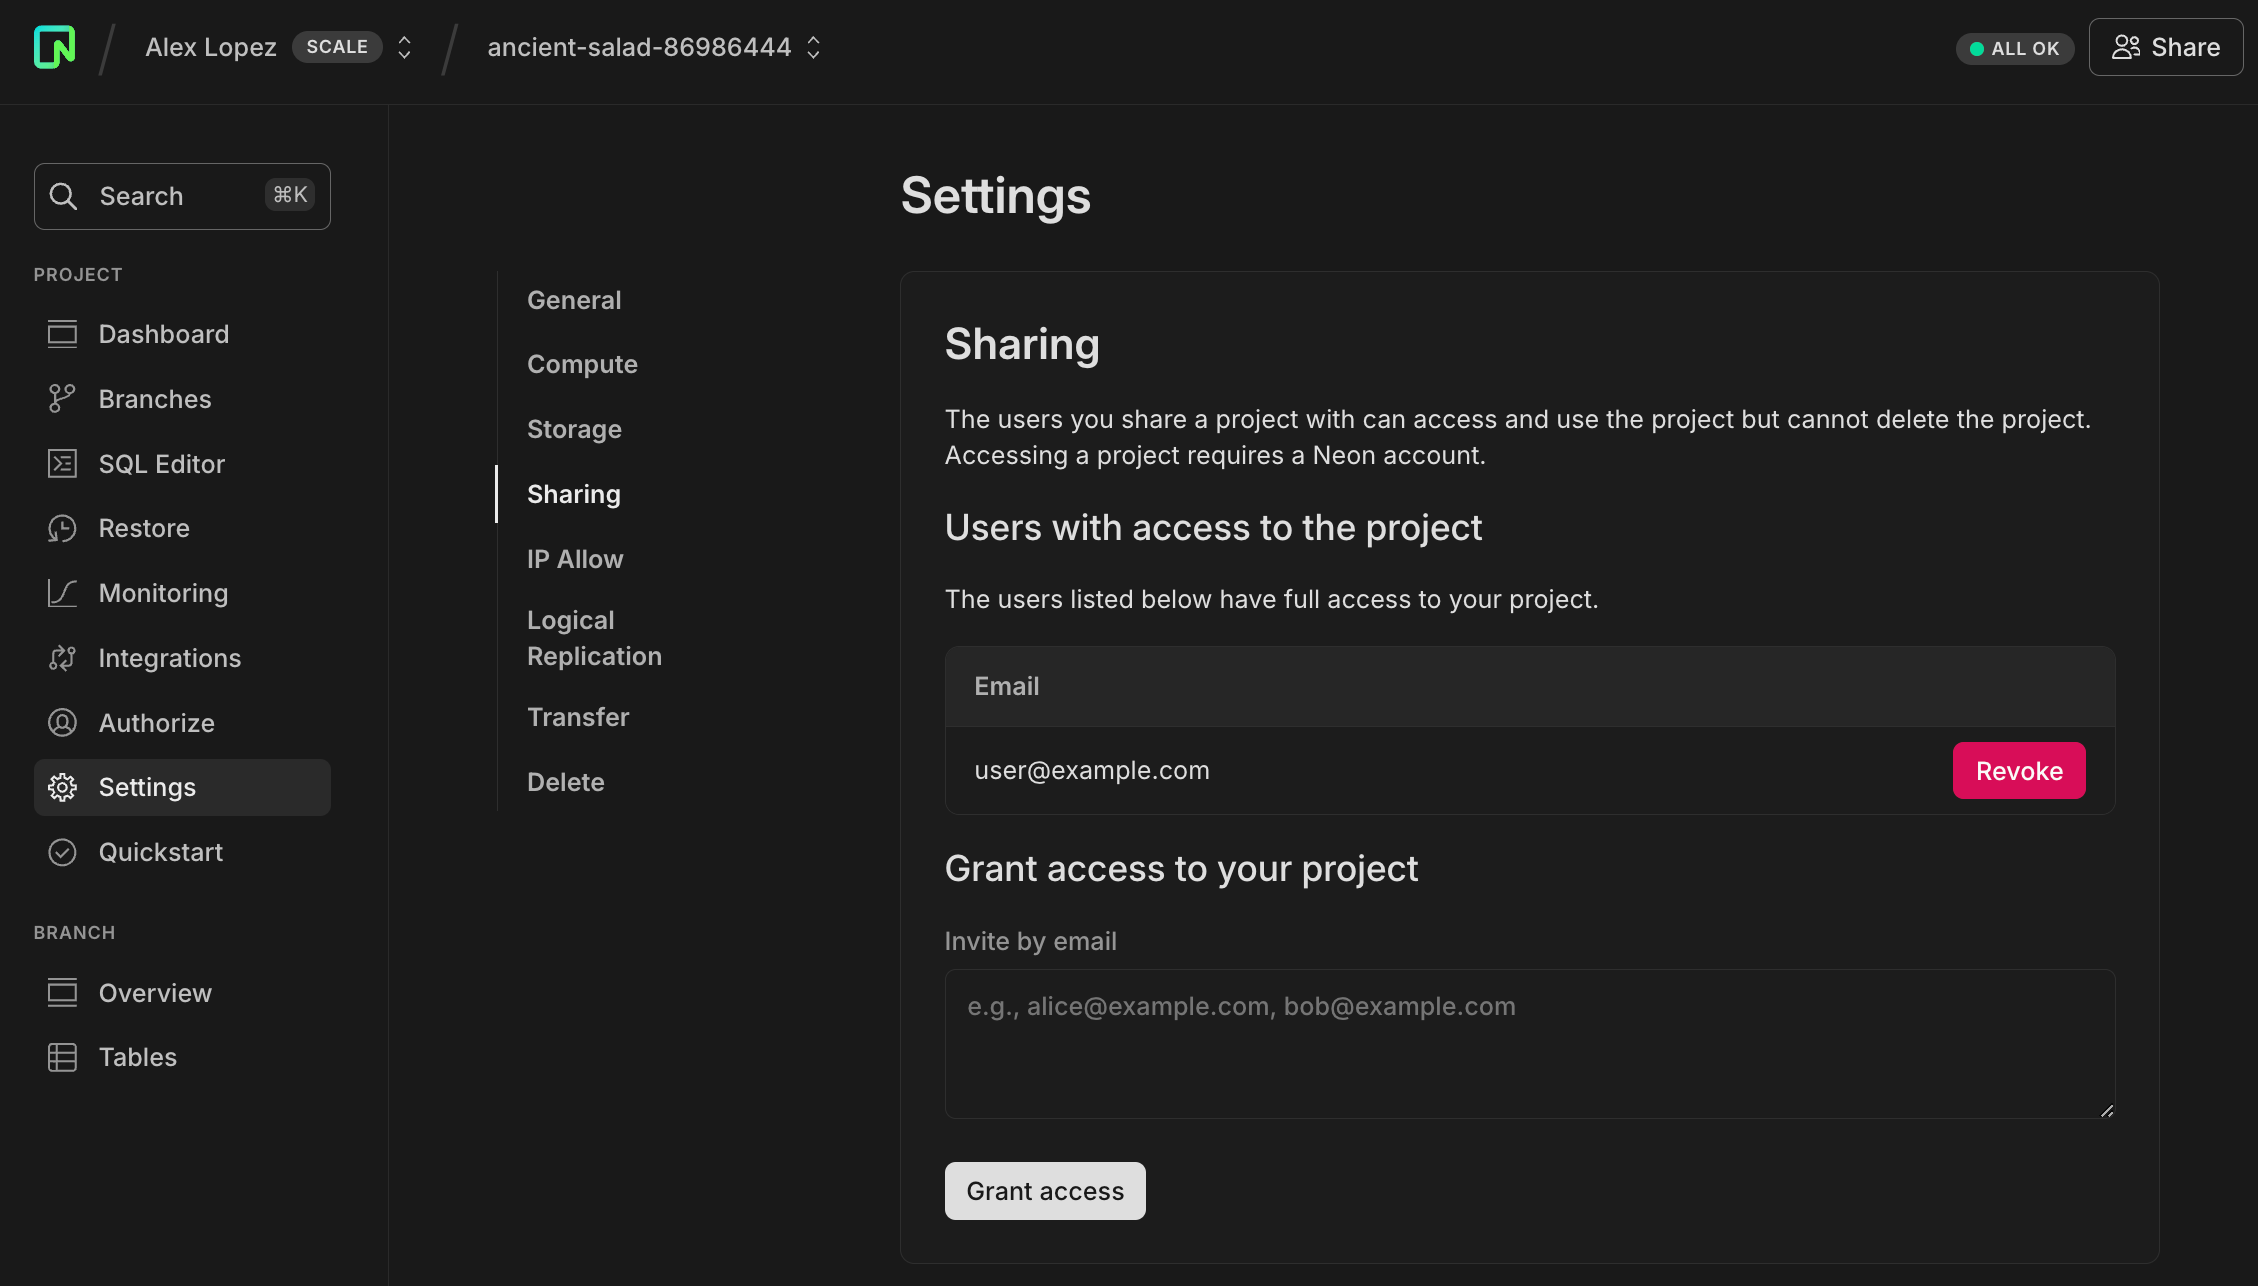 Alex Lopez SCALE ancient-salad-86986444 ALL OK Share
Search ⌘K
PROJECT
Dashboard
Branches
SQL Editor
Restore
Monitoring
Integrations
Authorize
Settings
Quickstart
BRANCH
Overview
Tables
General
Compute
Storage
Sharing
IP Allow
Logical
Replication
Transfer
Delete
Settings
Sharing
The users you share a project with can access and use the project but cannot delete the project.
Accessing a project requires a Neon account.
Users with access to the project
The users listed below have full access to your project.
Email
user@example.com Revoke
Grant access to your project
Invite by email
e.g., alice@example.com, bob@example.com
Grant access